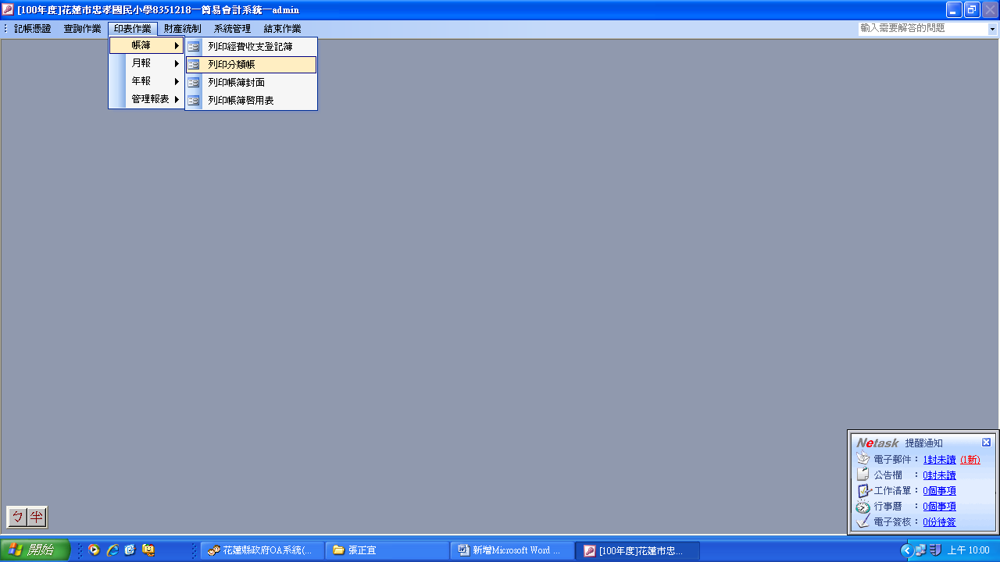 [100年度]花蓮市忠孝國民小學8351218—簡易會計系統—admin
記帳憑證 查詢作業 印表作業 財產統制 系統管理 結束作業 輸入需要解答的問題
帳簿
月報
年報
管理報表
列印經費收支登記簿
列印分類帳
列印帳簿封面
列印帳簿啓用表
Netask 提醒通知
電子郵件： 1封未讀 (1新)
公告欄 ： 0封未讀
工作清單： 0個事項
行事曆 ： 0個事項
電子簽核： 0份待簽
ㄅ 半
開始 花蓮縣政府OA系統(... 張正宜 新增Microsoft Word ... [100年度]花蓮市忠... 上午 10:00